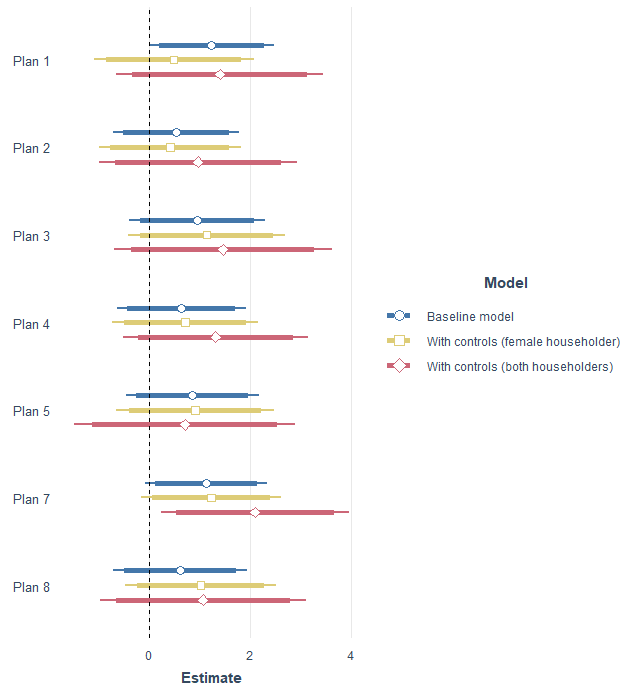 Plan 1
Plan 2
Plan 3
Plan 4
Plan 5
Plan 7
Plan 8
0 2 4
Estimate
Model
Baseline model
With controls (female householder)
With controls (both householders)